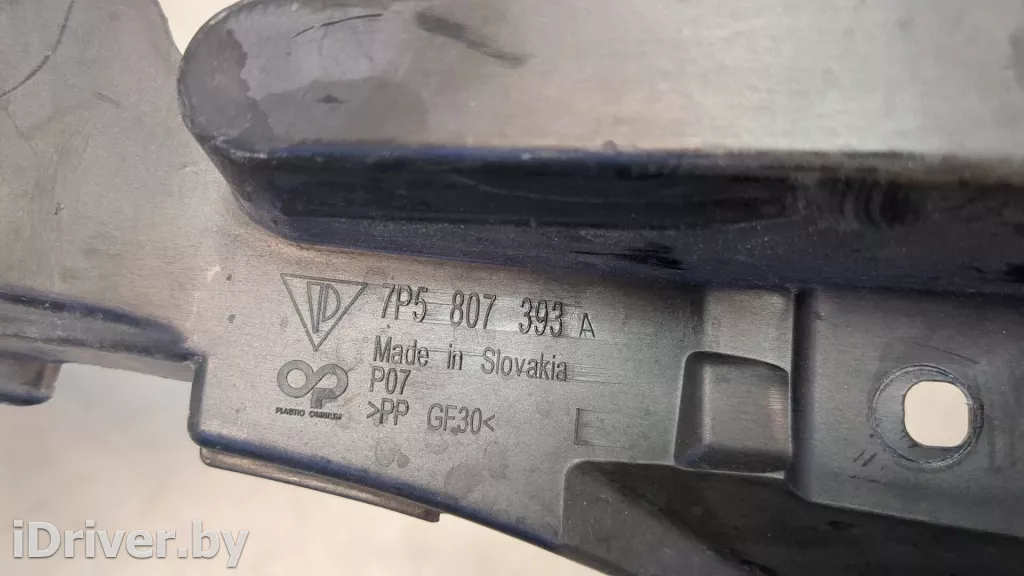 7P5 807 393 A
Made in Slovakia
P07
PLASTIC OMNIUM
>PP GF30<
iDriver.by